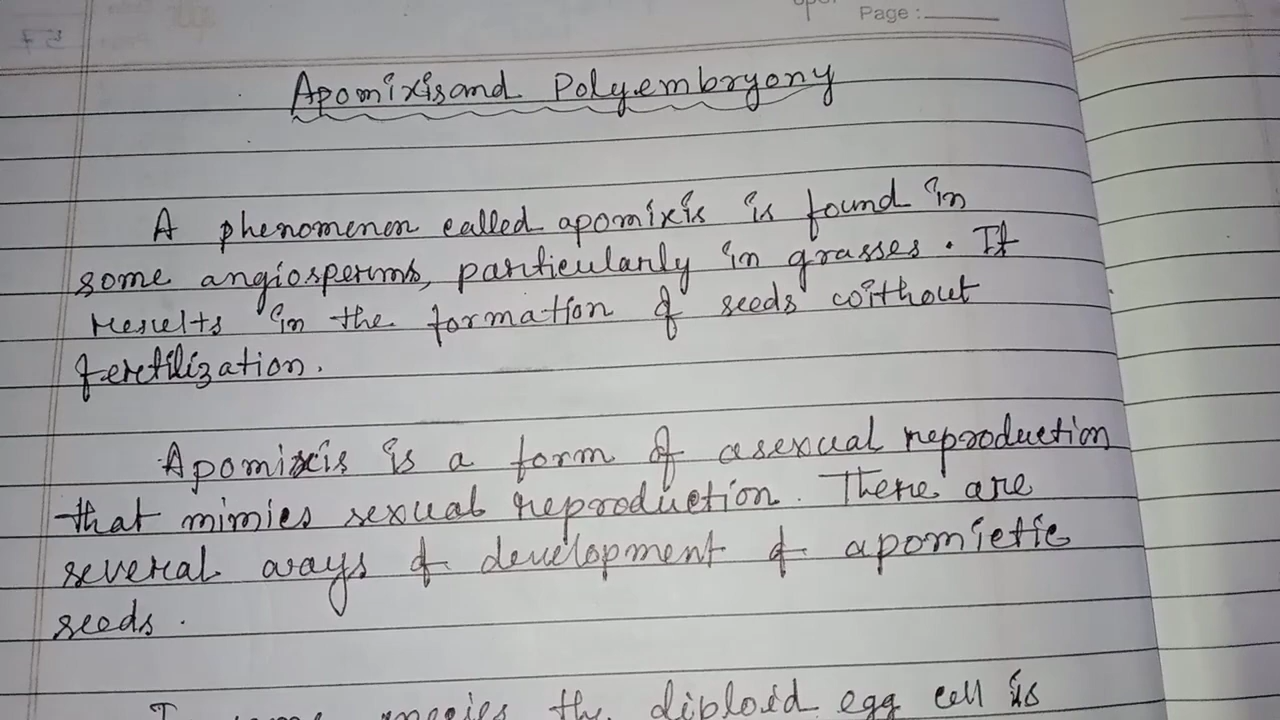 Page :
Apomixis and Polyembryony
A phenomenon called apomixis is found in
some angiosperms, particularly in grasses. It
results in the formation of seeds without
fertilization.
Apomixis is a form of asexual reproduction
that mimics sexual reproduction. There are
several ways of development of apomictic
seeds.
the diploid egg cell is